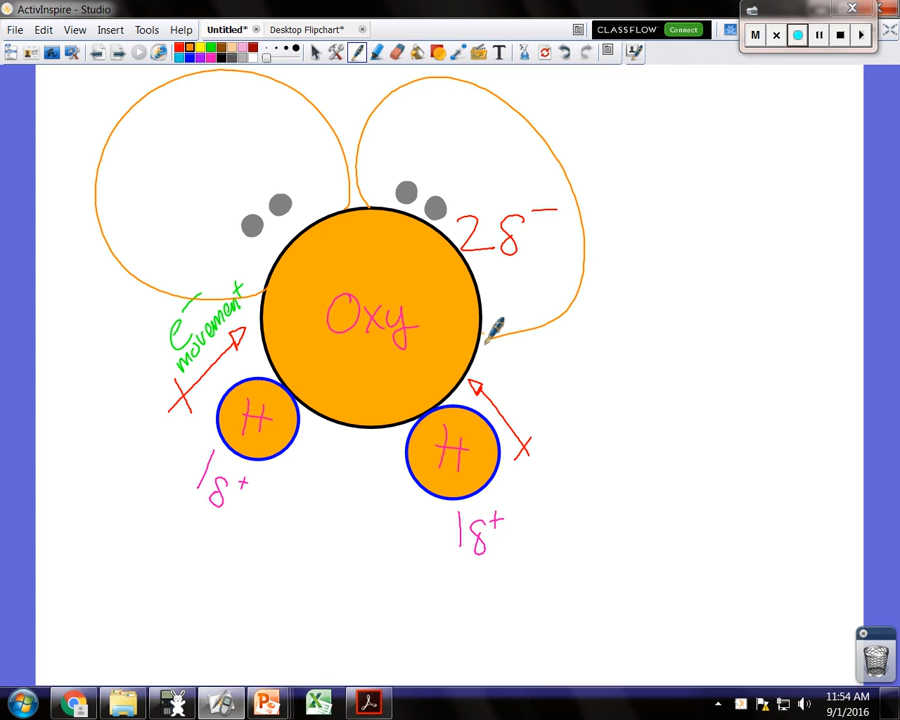 ActivInspire - Studio
File Edit View Insert Tools Help Untitled* Desktop Flipchart*
CLASSFLOW Connect
M
2δ⁻
e⁻
movement
Oxy
H
H
1δ⁺
1δ⁺
11:54 AM
9/1/2016